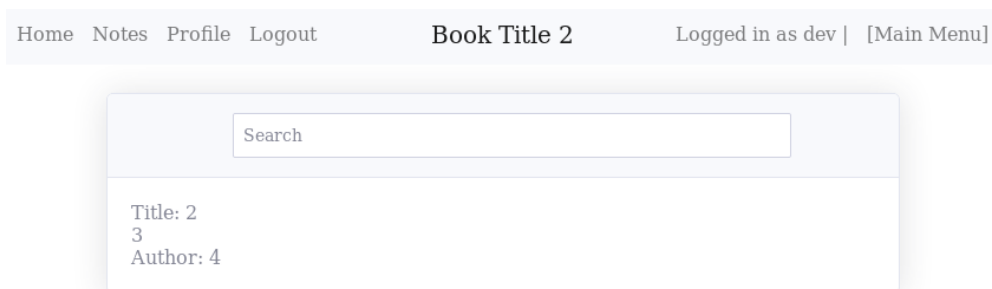 Home Notes Profile Logout Book Title 2 Logged in as dev | [Main Menu]
Search
Title: 2
3
Author: 4